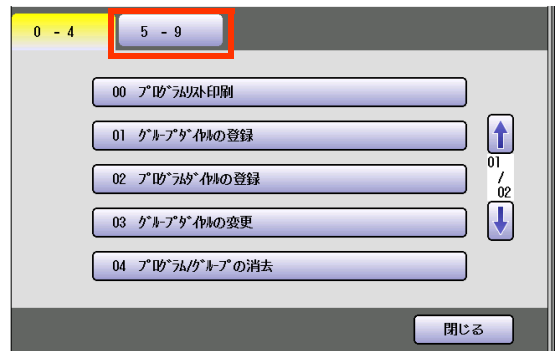 0 - 4
5 - 9
00 ﾌﾟﾛｸﾞﾗﾑﾘｽﾄ印刷
01 ｸﾞﾙｰﾌﾟﾀﾞｲﾔﾙの登録
02 ﾌﾟﾛｸﾞﾗﾑﾀﾞｲﾔﾙの登録
03 ｸﾞﾙｰﾌﾟﾀﾞｲﾔﾙの変更
04 ﾌﾟﾛｸﾞﾗﾑ/ｸﾞﾙｰﾌﾟの消去
01
/
02
閉じる